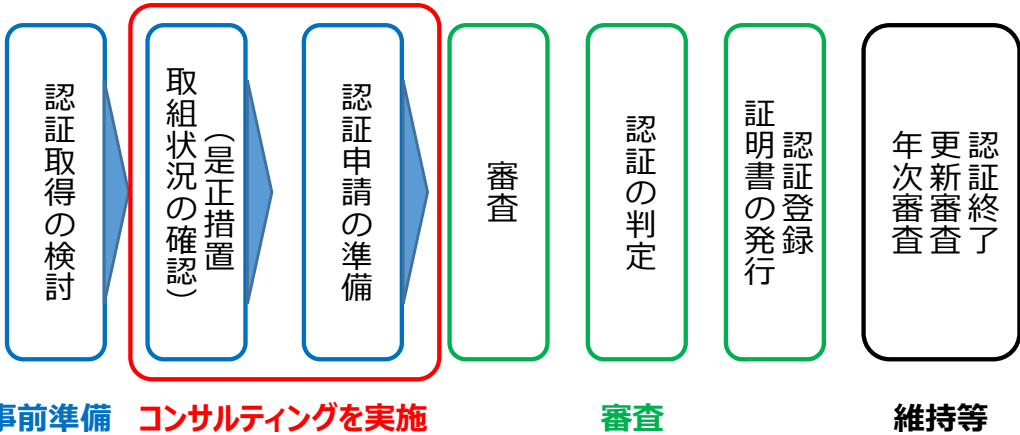 認証取得の検討
（是正措置
取組状況の確認）
認証申請の準備
審査
認証の判定
認証登録
証明書の発行
認証終了
更新審査
年次審査
事前準備
コンサルティングを実施
審査
維持等